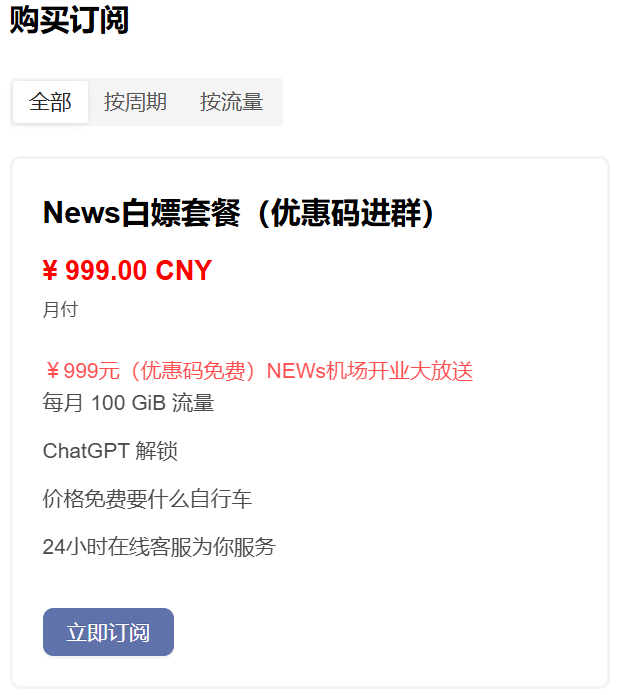 购买订阅
全部 按周期 按流量
News白嫖套餐（优惠码进群）
¥ 999.00 CNY
月付
￥999元（优惠码免费）NEWs机场开业大放送
每月 100 GiB 流量
ChatGPT 解锁
价格免费要什么自行车
24小时在线客服为你服务
立即订阅